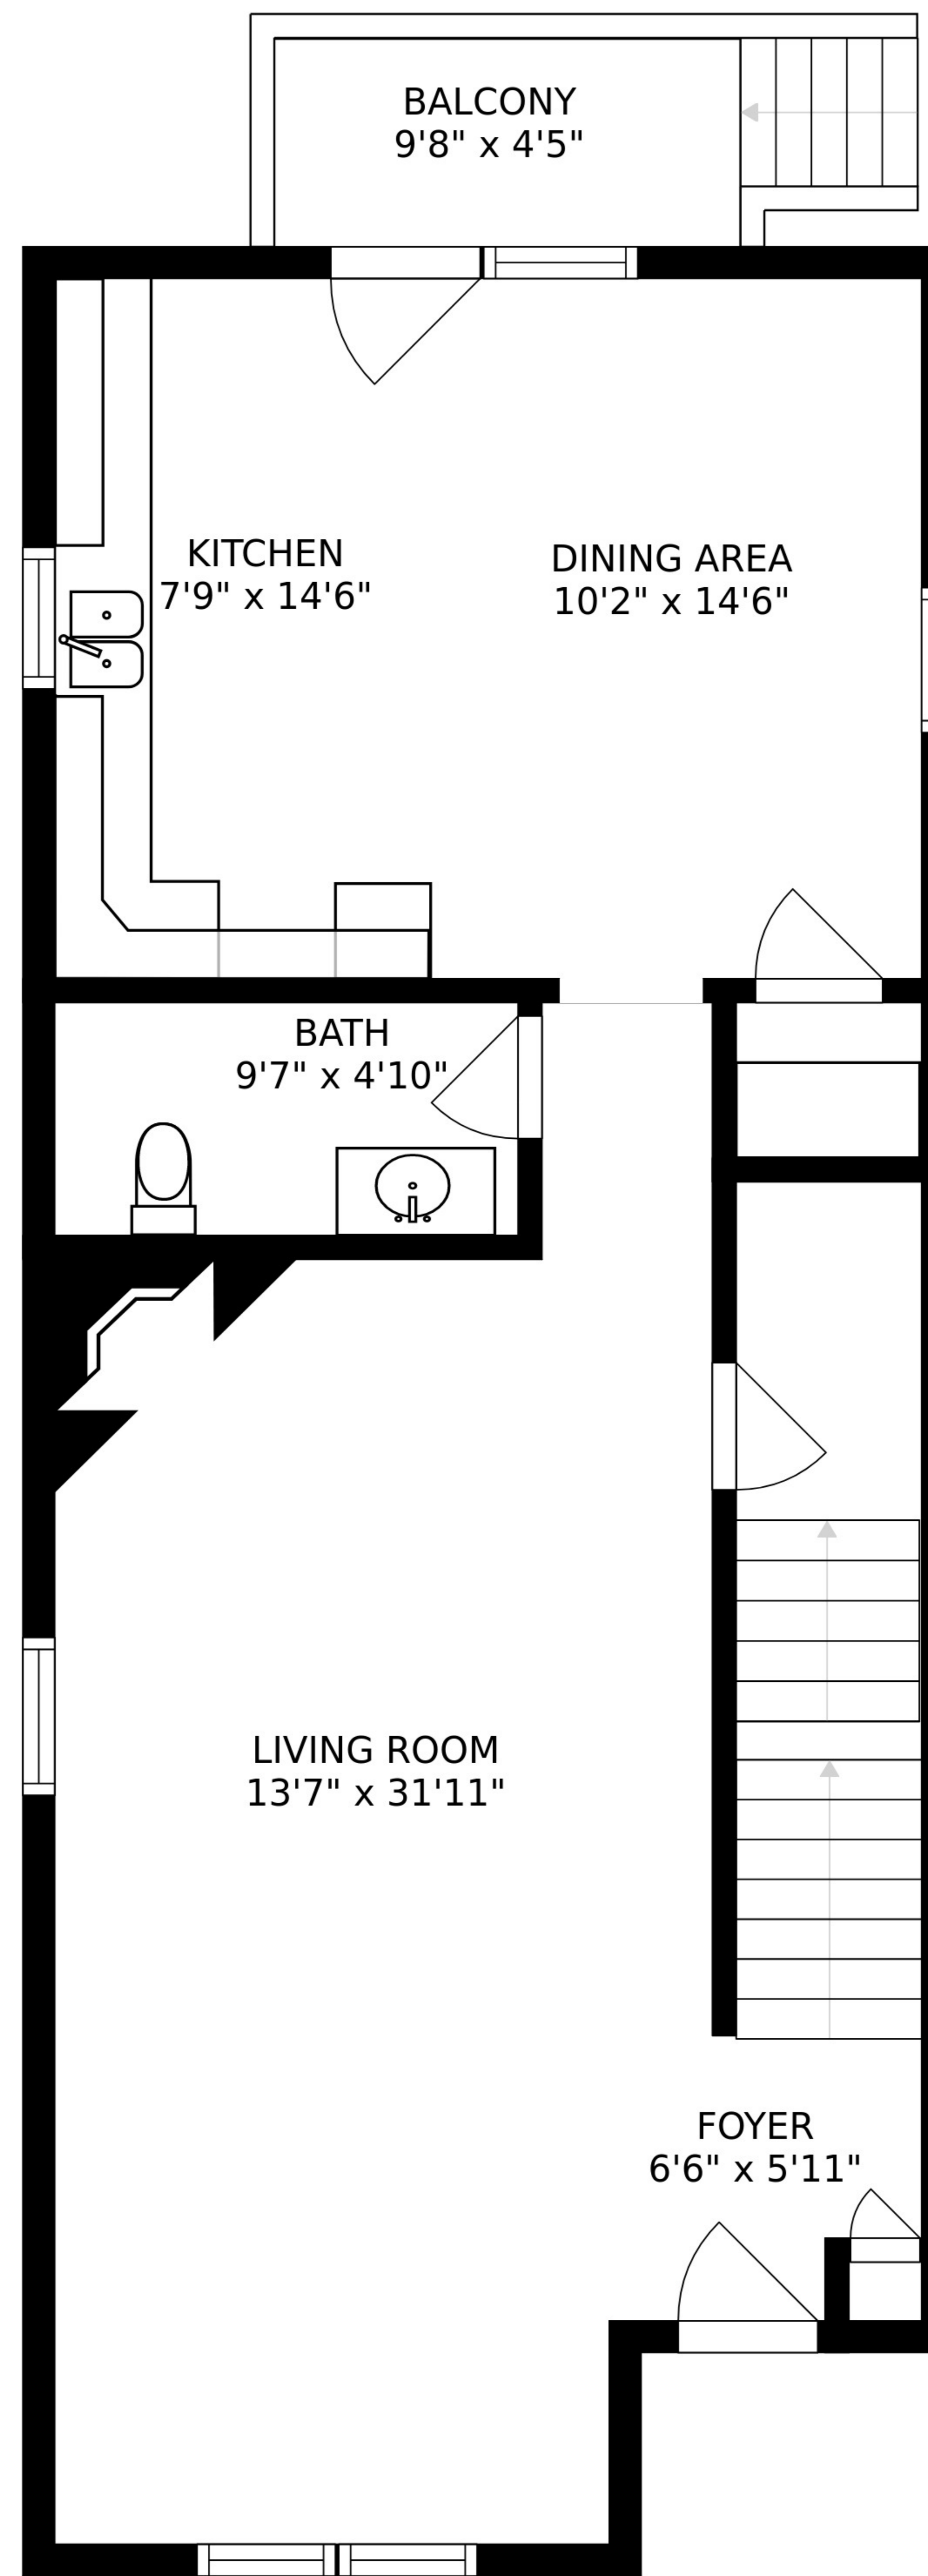 BALCONY
9'8" x 4'5"
KITCHEN
7'9" x 14'6"
DINING AREA
10'2" x 14'6"
BATH
9'7" x 4'10"
LIVING ROOM
13'7" x 31'11"
FOYER
6'6" x 5'11"